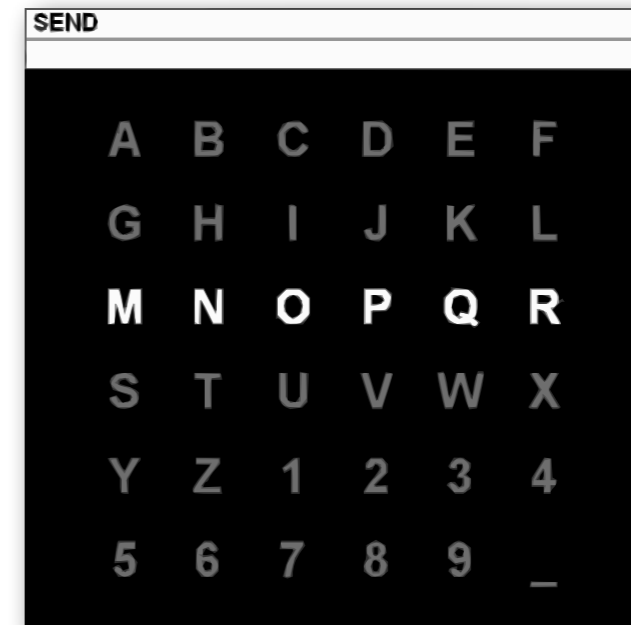 SEND
A B C D E F
G H I J K L
M N O P Q R
S T U V W X
Y Z 1 2 3 4
5 6 7 8 9 _